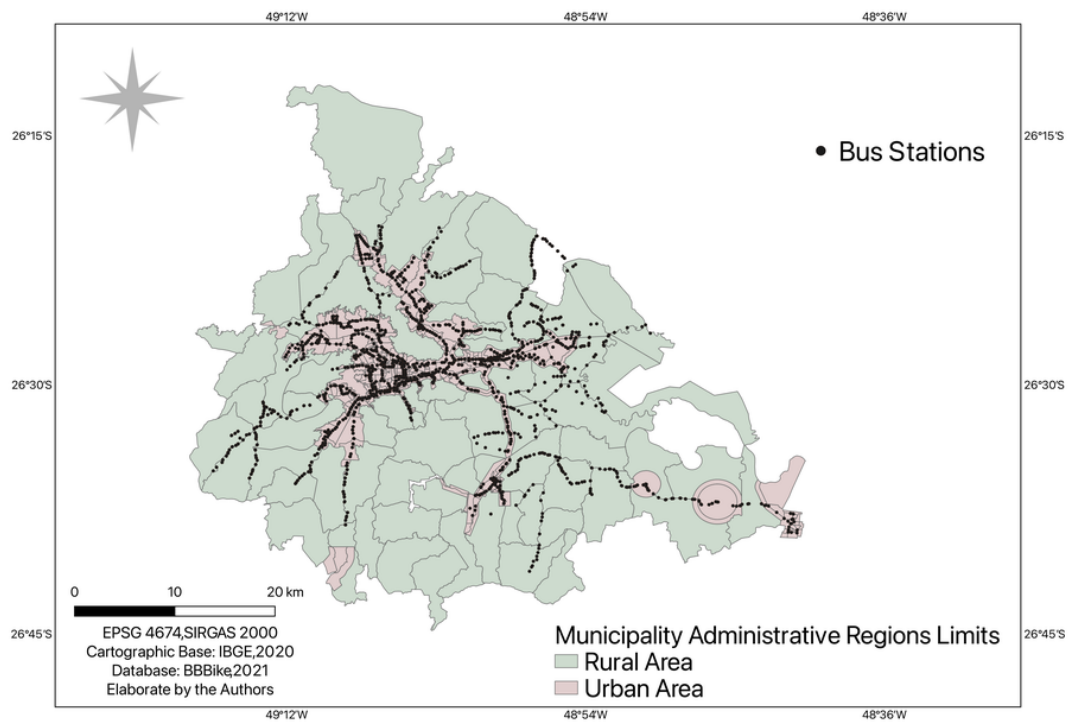 49°12'W 48°54'W 48°36'W
26°15'S 26°15'S
Bus Stations
26°30'S 26°30'S
0 10 20 km
EPSG 4674,SIRGAS 2000
Cartographic Base: IBGE,2020
Database: BBBike,2021
Elaborate by the Authors
26°45'S 26°45'S
Municipality Administrative Regions Limits
Rural Area
Urban Area
49°12'W 48°54'W 48°36'W